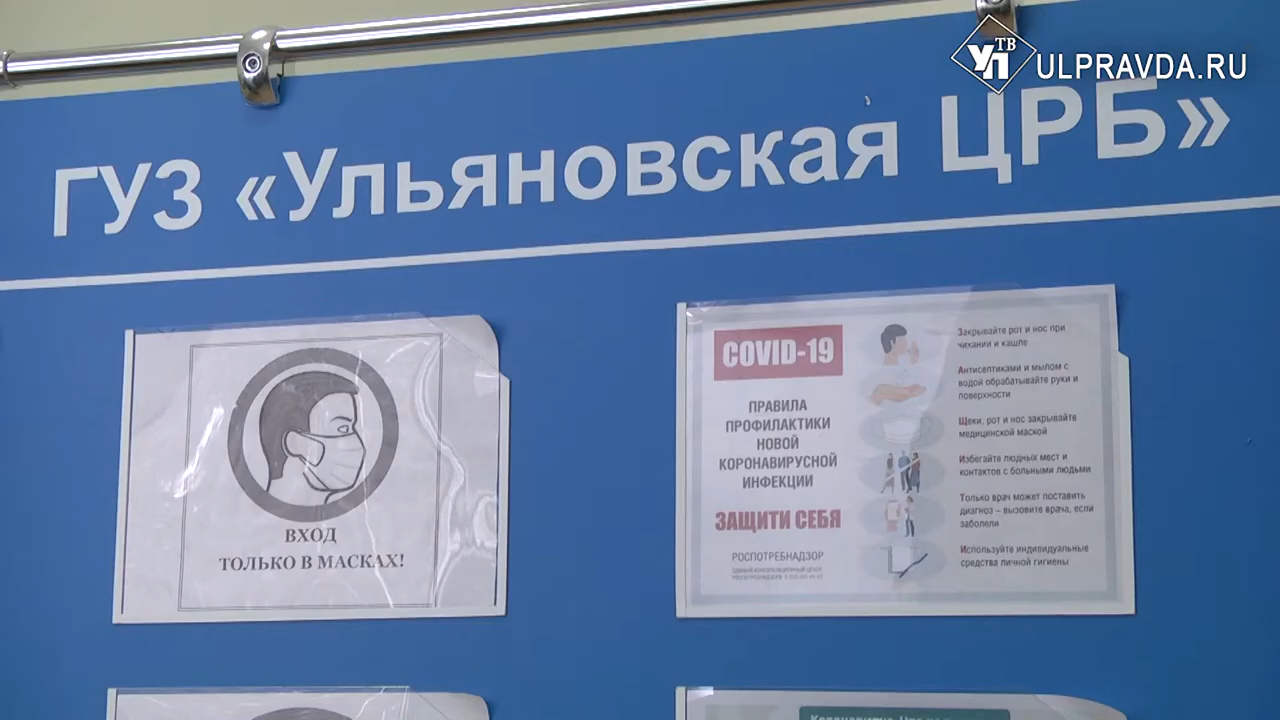 УП ТВ ULPRAVDA.RU
ГУЗ «Ульяновская ЦРБ»
ВХОД
ТОЛЬКО В МАСКАХ!
COVID-19
ПРАВИЛА
ПРОФИЛАКТИКИ
НОВОЙ
КОРОНАВИРУСНОЙ
ИНФЕКЦИИ
ЗАЩИТИ СЕБЯ
РОСПОТРЕБНАДЗОР
Закрывайте рот и нос при
чихании и кашле
Антисептиками и мылом с
водой обрабатывайте руки и
поверхности
Щеки, рот и нос закрывайте
медицинской маской
Избегайте людных мест и
контактов с больными людьми
Только врач может поставить
диагноз – вызовите врача, если
заболели
Используйте индивидуальные
средства личной гигиены